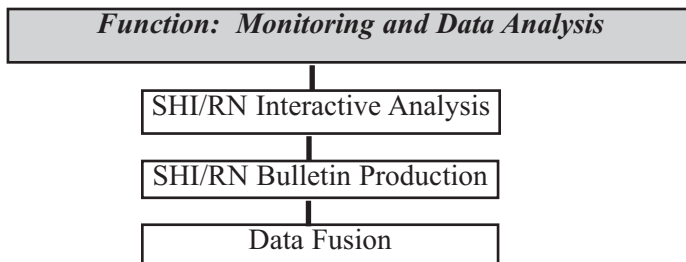 Function:  Monitoring and Data Analysis
SHI/RN Interactive Analysis
SHI/RN Bulletin Production
Data Fusion